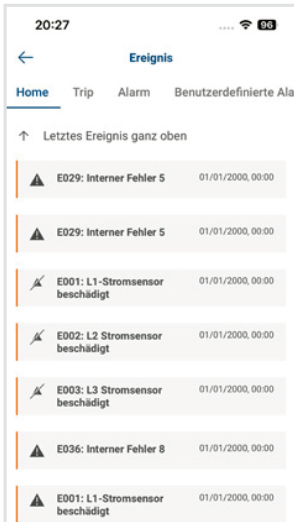 20:27
96
Ereignis
Home Trip Alarm Benutzerdefinierte Ala
Letztes Ereignis ganz oben
E029: Interner Fehler 5 01/01/2000, 00:00
E029: Interner Fehler 5 01/01/2000, 00:00
E001: L1-Stromsensor 01/01/2000, 00:00
beschädigt
E002: L2 Stromsensor 01/01/2000, 00:00
beschädigt
E003: L3 Stromsensor 01/01/2000, 00:00
beschädigt
E036: Interner Fehler 8 01/01/2000, 00:00
E001: L1-Stromsensor 01/01/2000, 00:00
beschädigt